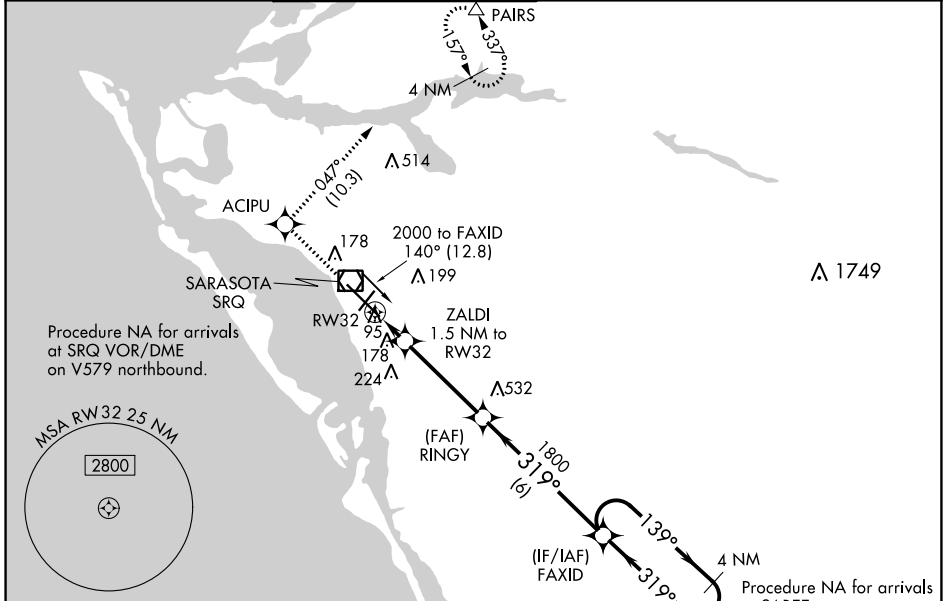 PAIRS
157°
337°
4 NM
047°
(10.3)
514
ACIPU
178
2000 to FAXID
140° (12.8)
199
1749
SARASOTA
SRQ
RW32
95
ZALDI
1.5 NM to
RW32
178
224
Procedure NA for arrivals
at SRQ VOR/DME
on V579 northbound.
532
MSA RW32 25 NM
2800
(FAF)
RINGY
1800
319°
(6)
139°
(IF/IAF)
FAXID
4 NM
319°
Procedure NA for arrivals